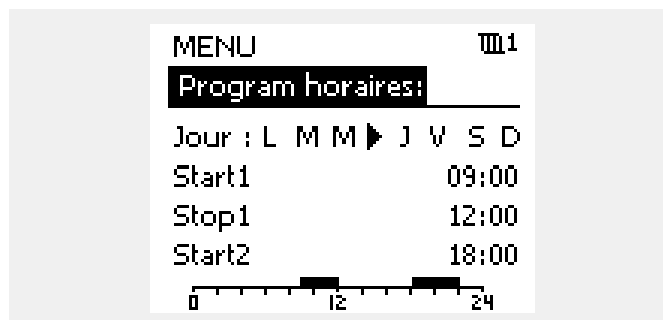 MENU 1
Program horaires:
Jour : L M M J V S D
Start1 09:00
Stop1 12:00
Start2 18:00
0 12 24